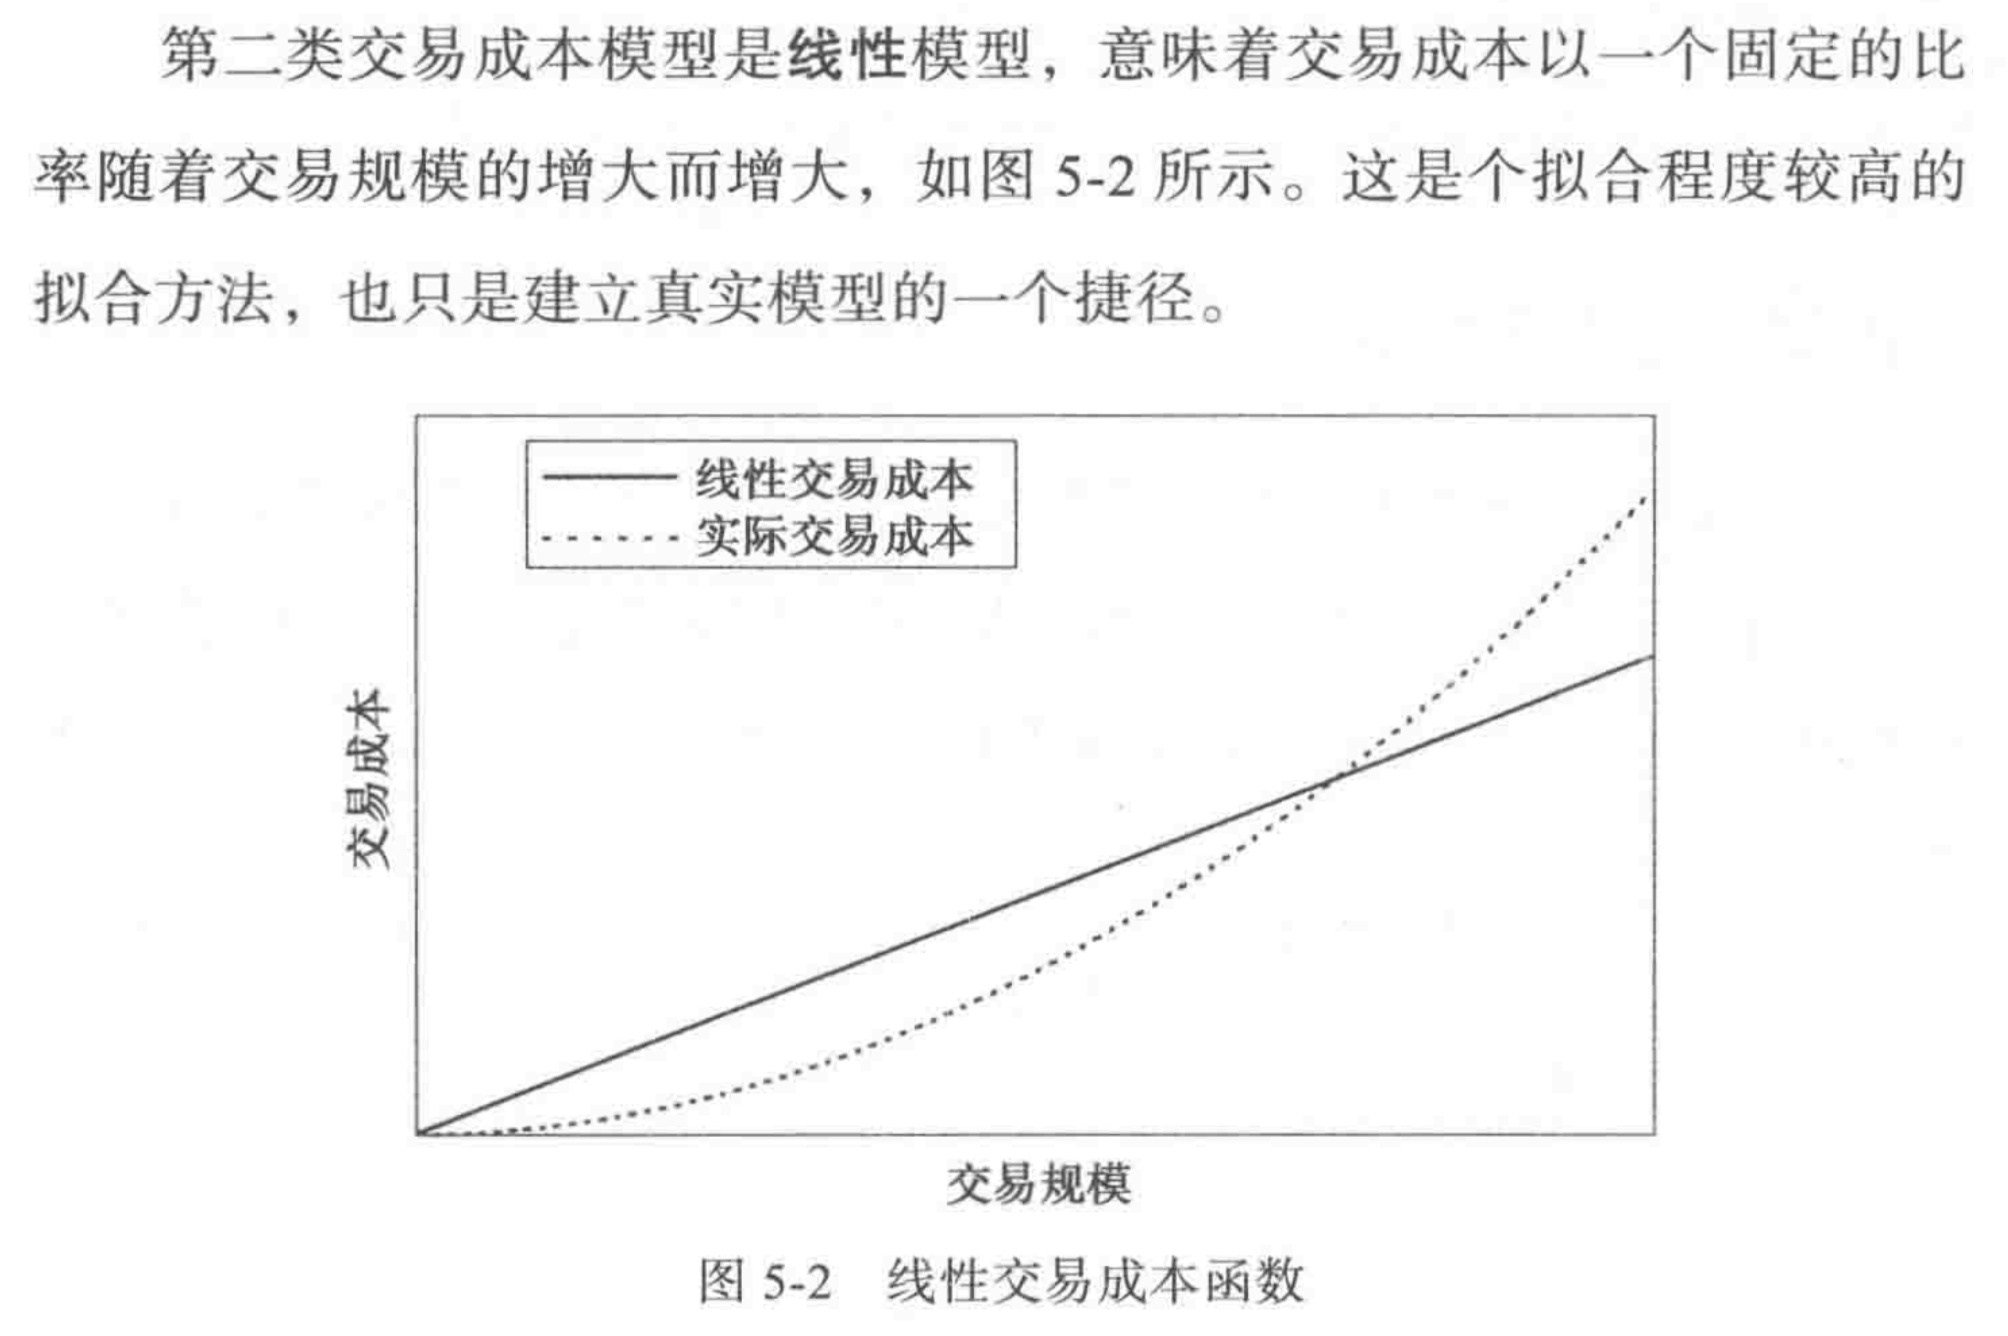 第二类交易成本模型是线性模型，意味着交易成本以一个固定的比
率随着交易规模的增大而增大，如图 5-2 所示。这是个拟合程度较高的
拟合方法，也只是建立真实模型的一个捷径。
线性交易成本
实际交易成本
交易成本
交易规模
图 5-2 线性交易成本函数